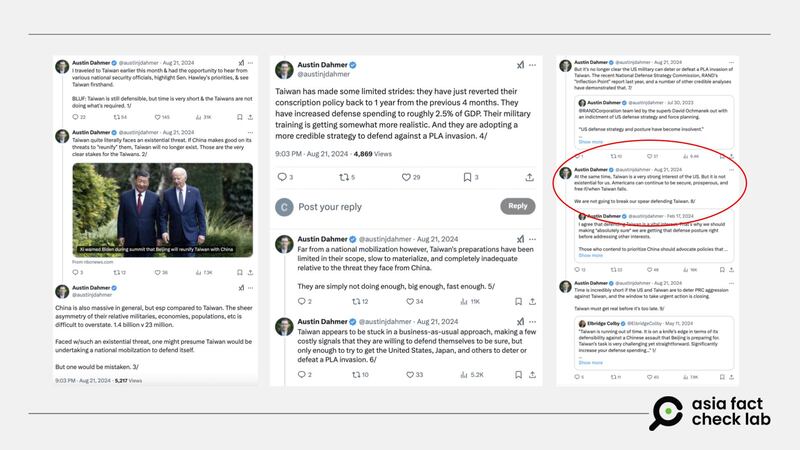 Austin Dahmer @austinjdahmer · Aug 21, 2024
I traveled to Taiwan earlier this month & had the opportunity to hear from
various national security officials, highlight Sen. Hawley's priorities, & see
Taiwan firsthand.
BLUF: Taiwan is still defensible, but time is very short & the Taiwans are not
doing what's required. 1/
22 54 145
Austin Dahmer @austinjdahmer · Aug 21, 2024
Taiwan quite literally faces an existential threat. If China makes good on its
threats to "reunify" them, Taiwan will no longer exist. Those are the very
clear stakes for the Taiwans. 2/
Xi warned Biden during summit that Beijing will reunify Taiwan with China
From nbcnews.com
3 12 36 7.3K
Austin Dahmer
@austinjdahmer
China is also massive in general, but esp compared to Taiwan. The sheer
asymmetry of their relative militaries, economies, populations, etc is
difficult to overstate. 1.4 billion v 23 million.
Faced w/such an existential threat, one might presume Taiwan would be
undertaking a national mobilzation to defend itself.
But one would be mistaken. 3/
9:03 PM · Aug 21, 2024 · 5,217 Views
Austin Dahmer
@austinjdahmer
Taiwan has made some limited strides: they have just reverted their
conscription policy back to 1 year from the previous 4 months. They
have increased defense spending to roughly 2.5% of GDP. Their military
training is getting somewhat more realistic. And they are adopting a
more credible strategy to defend against a PLA invasion. 4/
9:03 PM · Aug 21, 2024 · 4,869 Views
3 5 29 3
C Post your reply Reply
Austin Dahmer @austinjdahmer · Aug 21, 2024
Far from a national mobilization however, Taiwan's preparations have been
limited in their scope, slow to materialize, and completely inadequate
relative to the threat they face from China.
They are simply not doing enough, big enough, fast enough. 5/
2 12 34 11K
Austin Dahmer @austinjdahmer · Aug 21, 2024
Taiwan appears to be stuck in a business-as-usual approach, making a few
costly signals that they are willing to defend themselves to be sure, but
only enough to try to get the United States, Japan, and others to deter or
defeat a PLA invasion. 6/
2 10 33 5.2K
Austin Dahmer @austinjdahmer · Aug 21, 2024
But it's no longer clear the US military can deter or defeat a PLA invasion of
Taiwan. The recent National Defense Strategy Commission, RAND's
"Inflection Point" report last year, and a number of other credible analyses
have demonstrated that. 7/
Austin Dahmer @austinjdahmer · Jul 30, 2023
@RANDCorporation team led by the superb David Ochmanek out with
an indictment of US defense strategy and force planning.
"US defense strategy and posture have become insolvent."
...
Show more
Austin Dahmer @austinjdahmer · Aug 21, 2024
At the same time, Taiwan is a very strong interest of the US. But it is not
existential for us. Americans can continue to be secure, prosperous, and
free if/when Taiwan falls.
We are not going to break our spear defending Taiwan. 8/
Austin Dahmer @austinjdahmer · Feb 17, 2024
I agree that defending Taiwan is a vital interest. That's why we should
making *absolutely sure* we are getting that defense posture right
before addressing other interests.
Those who contend to prioritize China should advocate policies that ...
Show more
Austin Dahmer @austinjdahmer · Aug 21, 2024
Time is incredibly short if the US and Taiwan are to deter PRC aggression
against Taiwan, and the window to take urgent action is closing.
Taiwan must get real before it's too late. 9/
Elbridge Colby @ElbridgeColby · May 11, 2024
"Taiwan is running out of time. It is on a knife's edge in terms of its
defensibility against a Chinese assault that Beijing is preparing for.
Taiwan's task is very challenging yet straightforward: Significantly
increase your defense spending..." 1/
Show more
asia fact
check lab